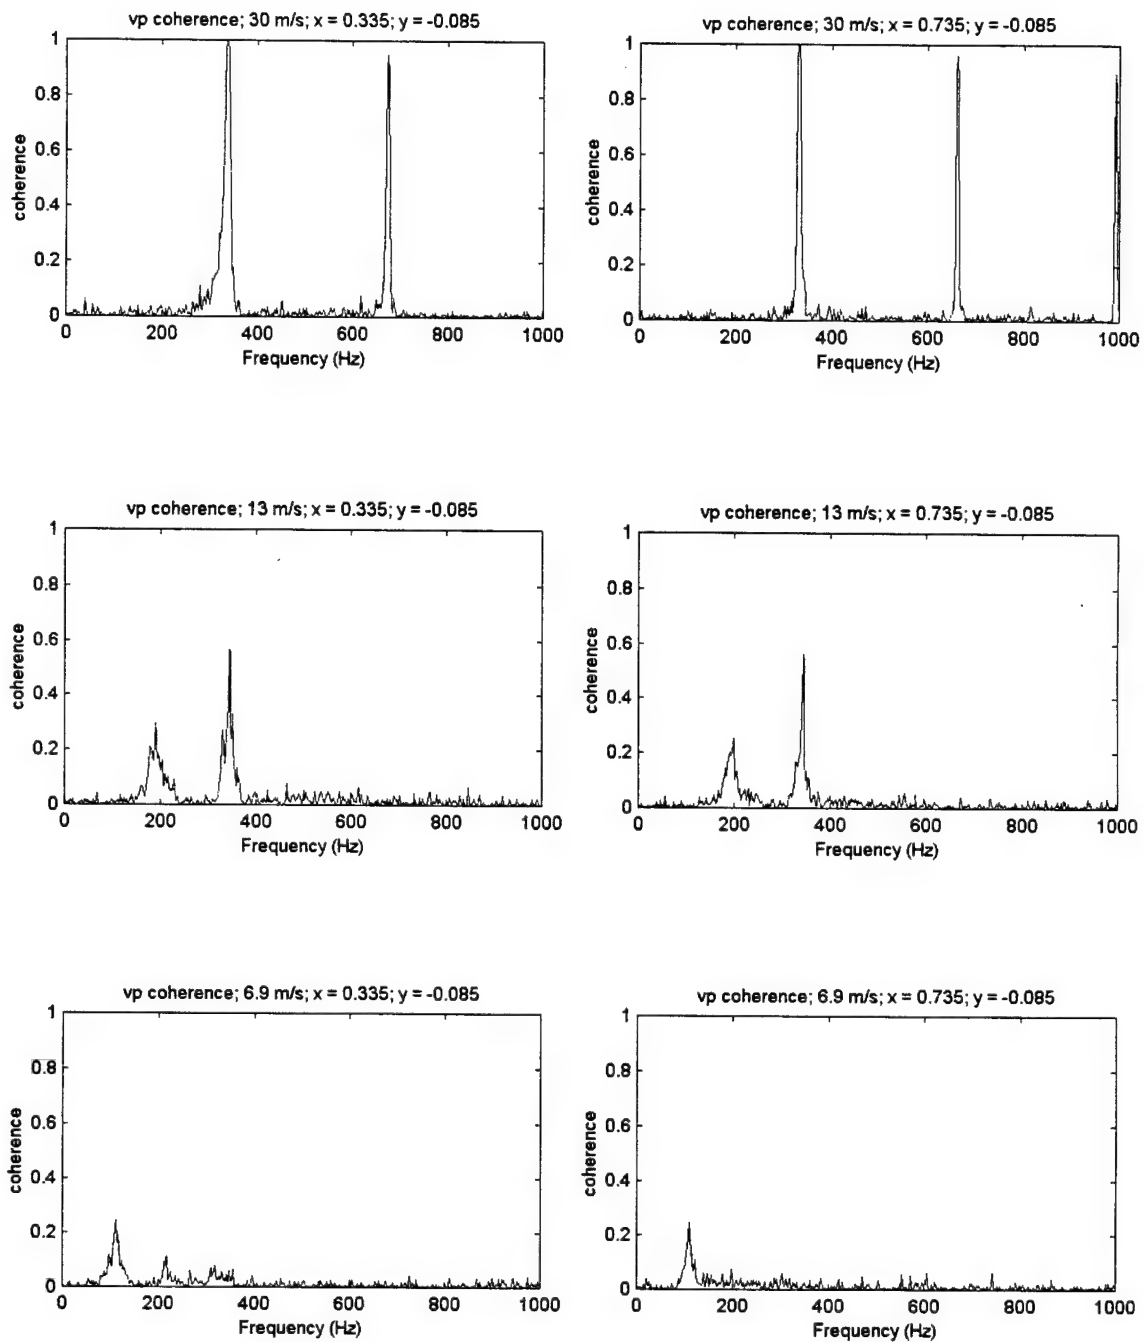 vp coherence; 30 m/s; x = 0.335; y = -0.085
1
0.8
0.6
0.4
0.2
0
coherence
0 200 400 600 800 1000
Frequency (Hz)
vp coherence; 30 m/s; x = 0.735; y = -0.085
1
0.8
0.6
0.4
0.2
0
coherence
0 200 400 600 800 1000
Frequency (Hz)
vp coherence; 13 m/s; x = 0.335; y = -0.085
1
0.8
0.6
0.4
0.2
0
coherence
0 200 400 600 800 1000
Frequency (Hz)
vp coherence; 13 m/s; x = 0.735; y = -0.085
1
0.8
0.6
0.4
0.2
0
coherence
0 200 400 600 800 1000
Frequency (Hz)
vp coherence; 6.9 m/s; x = 0.335; y = -0.085
1
0.8
0.6
0.4
0.2
0
coherence
0 200 400 600 800 1000
Frequency (Hz)
vp coherence; 6.9 m/s; x = 0.735; y = -0.085
1
0.8
0.6
0.4
0.2
0
coherence
0 200 400 600 800 1000
Frequency (Hz)